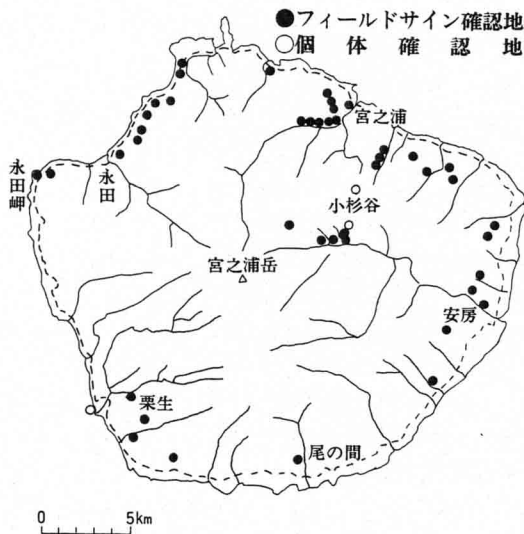 ●フィールドサイン確認地
○個体確認地
宮之浦
永田岬
永田
小杉谷
宮之浦岳
安房
栗生
尾の間
0 5km